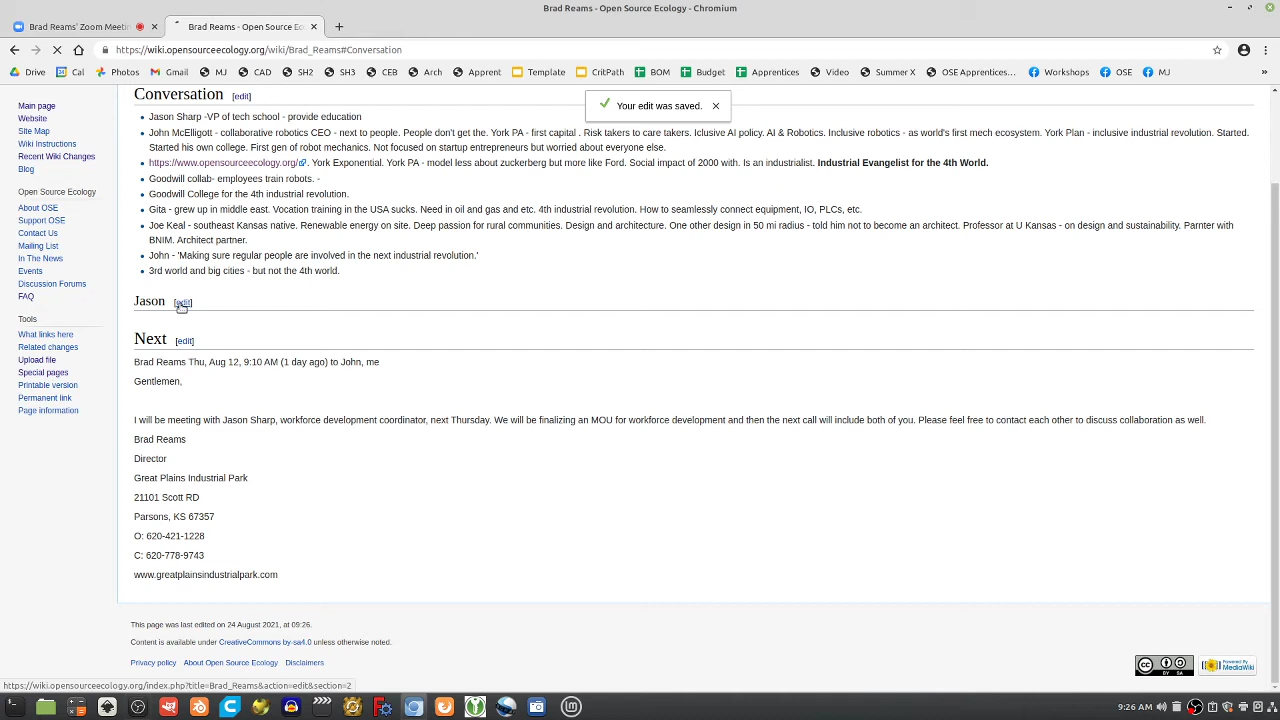 Brad Reams - Open Source Ecology - Chromium
Brad Reams' Zoom Meetin
Brad Reams - Open Source Ec
https://wiki.opensourceecology.org/wiki/Brad_Reams#Conversation
Drive Cal Photos Gmail MJ CAD SH2 SH3 CEB Arch Apprent Template CritPath BOM Budget Apprentices Video Summer X OSE Apprentices... Workshops OSE MJ »
Your edit was saved.
Main page
Website
Site Map
Wiki Instructions
Recent Wiki Changes
Blog
Open Source Ecology
About OSE
Support OSE
Contact Us
Mailing List
In The News
Events
Discussion Forums
FAQ
Tools
What links here
Related changes
Upload file
Special pages
Printable version
Permanent link
Page information
Conversation [edit]
Jason Sharp -VP of tech school - provide education
John McElligott - collaborative robotics CEO - next to people. People don't get the. York PA - first capital . Risk takers to care takers. Iclusive AI policy. AI & Robotics. Inclusive robotics - as world's first mech ecosystem. York Plan - inclusive industrial revolution. Started.
Started his own college. First gen of robot mechanics. Not focused on startup entrepreneurs but worried about everyone else.
https://www.opensourceecology.org/ . York Exponential. York PA - model less about zuckerberg but more like Ford. Social impact of 2000 with. Is an industrialist. Industrial Evangelist for the 4th World.
Goodwill collab- employees train robots. -
Goodwill College for the 4th industrial revolution.
Gita - grew up in middle east. Vocation training in the USA sucks. Need in oil and gas and etc. 4th industrial revolution. How to seamlessly connect equipment, IO, PLCs, etc.
Joe Keal - southeast Kansas native. Renewable energy on site. Deep passion for rural communities. Design and architecture. One other design in 50 mi radius - told him not to become an architect. Professor at U Kansas - on design and sustainability. Parnter with
BNIM. Architect partner.
John - 'Making sure regular people are involved in the next industrial revolution.'
3rd world and big cities - but not the 4th world.
Jason [edit]
Next [edit]
Brad Reams Thu, Aug 12, 9:10 AM (1 day ago) to John, me
Gentlemen,
I will be meeting with Jason Sharp, workforce development coordinator, next Thursday. We will be finalizing an MOU for workforce development and then the next call will include both of you. Please feel free to contact each other to discuss collaboration as well.
Brad Reams
Director
Great Plains Industrial Park
21101 Scott RD
Parsons, KS 67357
O: 620-421-1228
C: 620-778-9743
www.greatplainsindustrialpark.com
This page was last edited on 24 August 2021, at 09:26.
Content is available under CreativeCommons by-sa4.0 unless otherwise noted.
Privacy policy About Open Source Ecology Disclaimers
BY SA
Powered By MediaWiki
https://wiki.opensourceecology.org/index.php?title=Brad_Reams&action=edit&section=2
9:26 AM